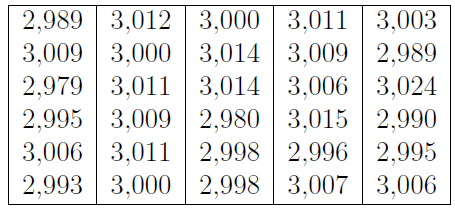 2,989 3,012 3,000 3,011 3,003
3,009 3,000 3,014 3,009 2,989
2,979 3,011 3,014 3,006 3,024
2,995 3,009 2,980 3,015 2,990
3,006 3,011 2,998 2,996 2,995
2,993 3,000 2,998 3,007 3,006